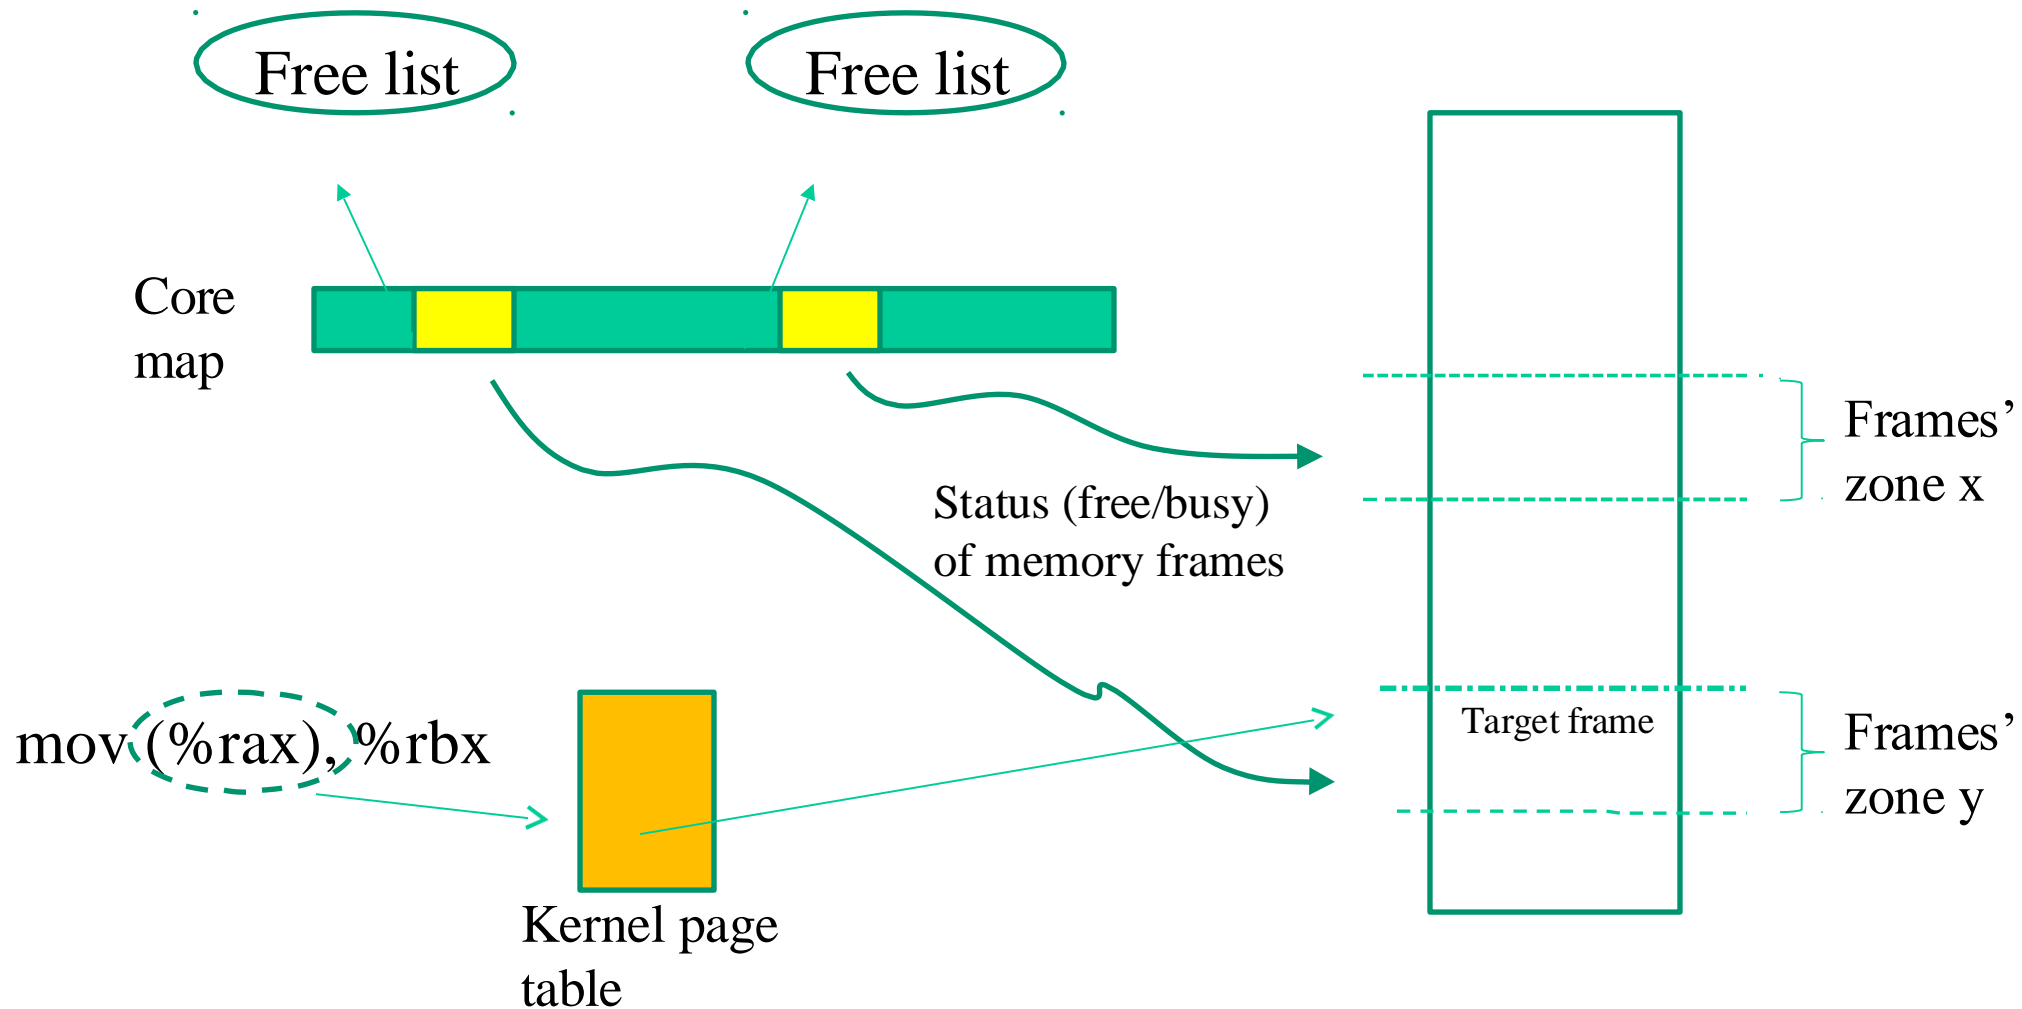 Free list
Free list
Core
map
Frames’
zone x
Status (free/busy)
of memory frames
Target frame
Frames’
zone y
mov (%rax), %rbx
Kernel page
table